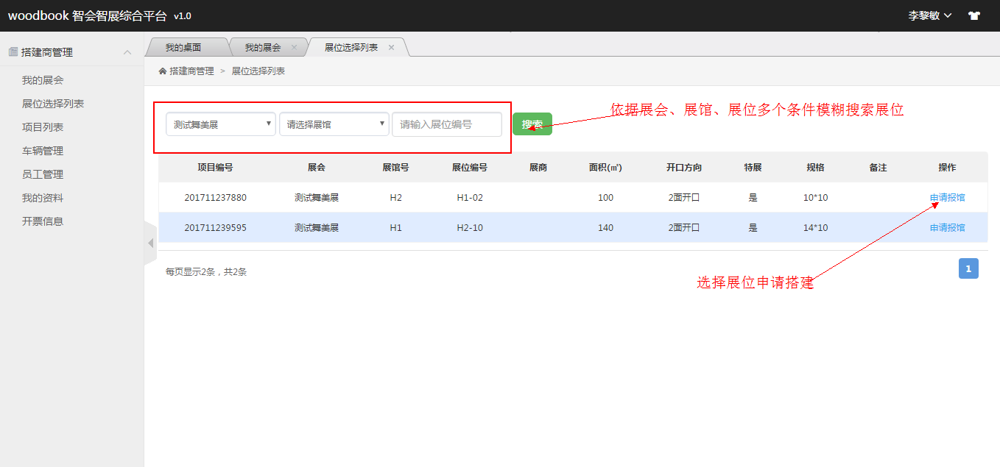 woodbook 智会智展综合平台 v1.0
李黎敏
搭建商管理
我的展会
展位选择列表
项目列表
车辆管理
员工管理
我的资料
开票信息
我的桌面
我的展会
展位选择列表
搭建商管理 > 展位选择列表
测试舞美展
请选择展馆
请输入展位编号
搜索
依据展会、展馆、展位多个条件模糊搜索展位
项目编号 展会 展馆号 展位编号 展商 面积(㎡) 开口方向 特展 规格 备注 操作
201711237880 测试舞美展 H2 H1-02 100 2面开口 是 10*10 申请报馆
201711239595 测试舞美展 H1 H2-10 140 2面开口 是 14*10 申请报馆
每页显示2条，共2条
1
选择展位申请搭建